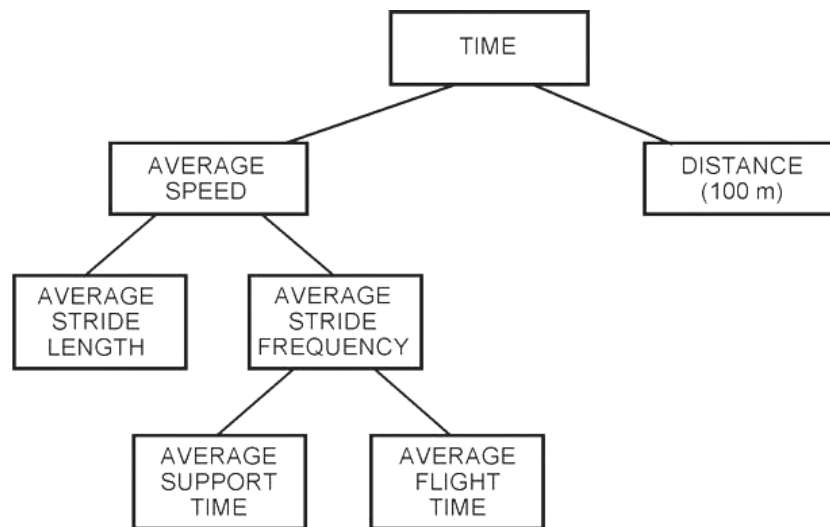 TIME
AVERAGE
SPEED
DISTANCE
(100 m)
AVERAGE
STRIDE
LENGTH
AVERAGE
STRIDE
FREQUENCY
AVERAGE
SUPPORT
TIME
AVERAGE
FLIGHT
TIME